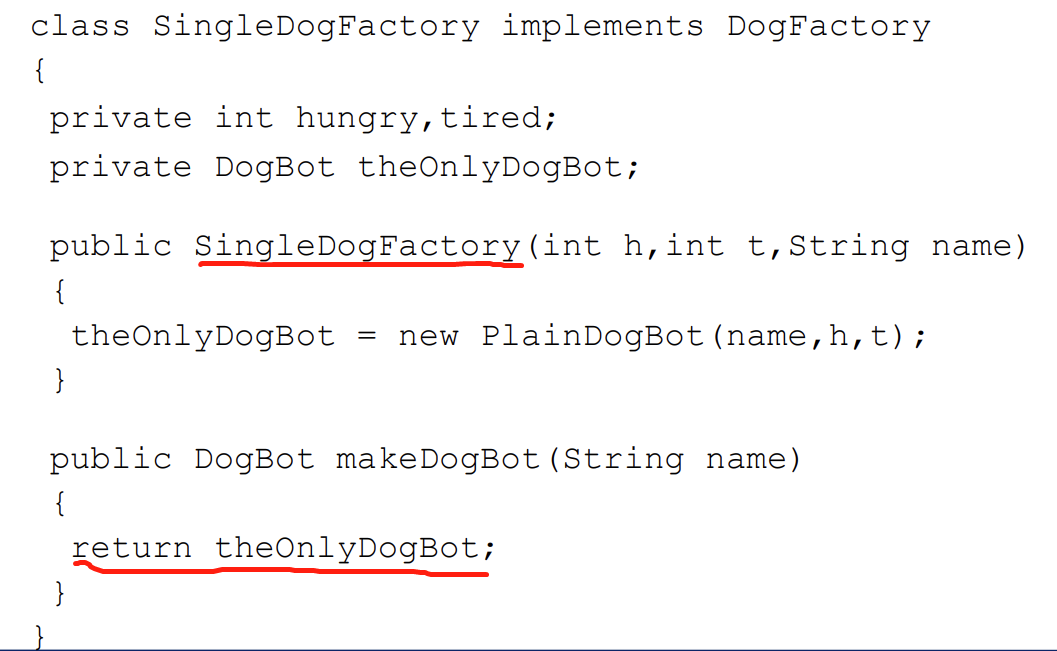 class SingleDogFactory implements DogFactory
{
private int hungry,tired;
private DogBot theOnlyDogBot;
public SingleDogFactory(int h,int t,String name)
{
theOnlyDogBot = new PlainDogBot(name,h,t);
}
public DogBot makeDogBot(String name)
{
return theOnlyDogBot;
}
}